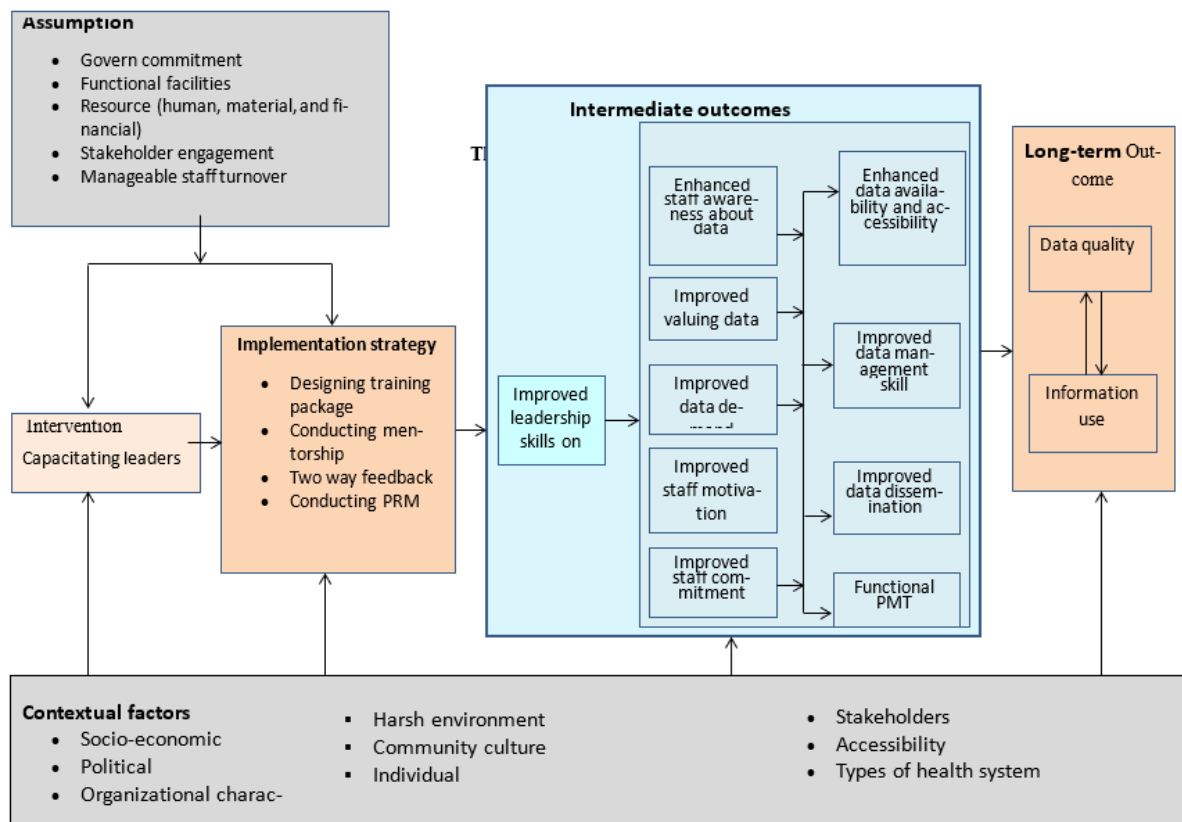 Assumption
• Govern commitment
• Functional facilities
• Resource (human, material, and fi-
nancial)
• Stakeholder engagement
• Manageable staff turnover
Intervention
Capacitating leaders
Implementation strategy
• Designing training
package
• Conducting men-
torship
• Two way feedback
• Conducting PRM
Intermediate outcomes
Improved
leadership
skills on
Enhanced
staff aware-
ness about
data
Improved
valuing data
Improved
data de-
Improved
staff motiva-
tion
Improved
staff com-
mitment
Enhanced
data availa-
bility and ac-
cessibility
Improved
data man-
agement
skill
Improved
data dissem-
ination
Functional
PMT
Long-term Out-
come
Data quality
Information
use
Contextual factors
• Socio-economic
• Political
• Organizational charac-
▪ Harsh environment
▪ Community culture
▪ Individual
• Stakeholders
• Accessibility
• Types of health system